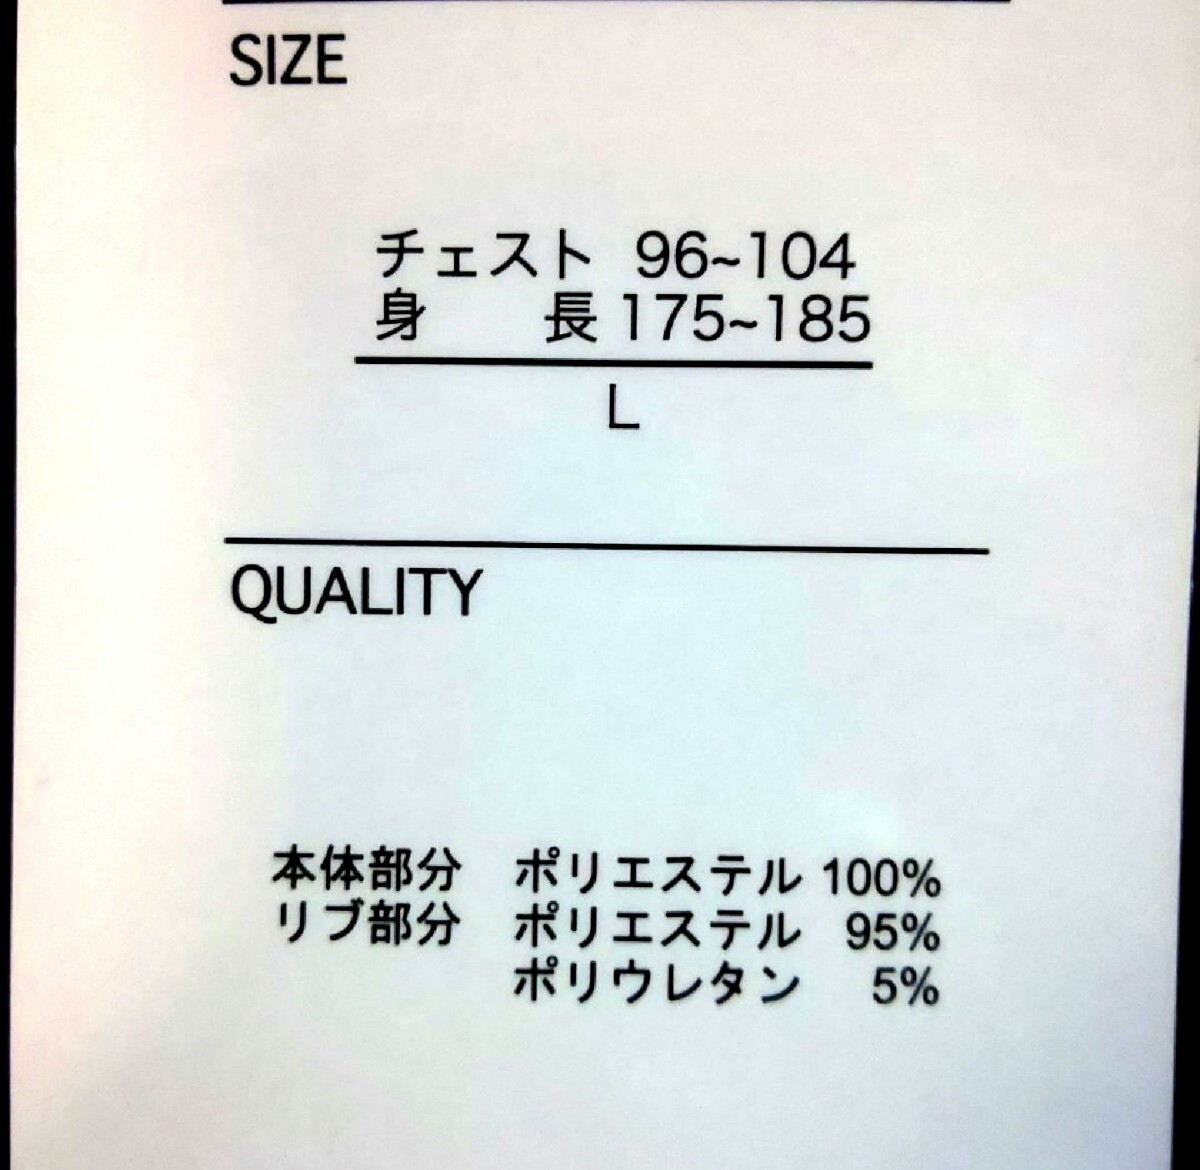 SIZE
チェスト 96~104
身　長 175~185
L
QUALITY
本体部分 ポリエステル 100%
リブ部分 ポリエステル 95%
ポリウレタン 5%